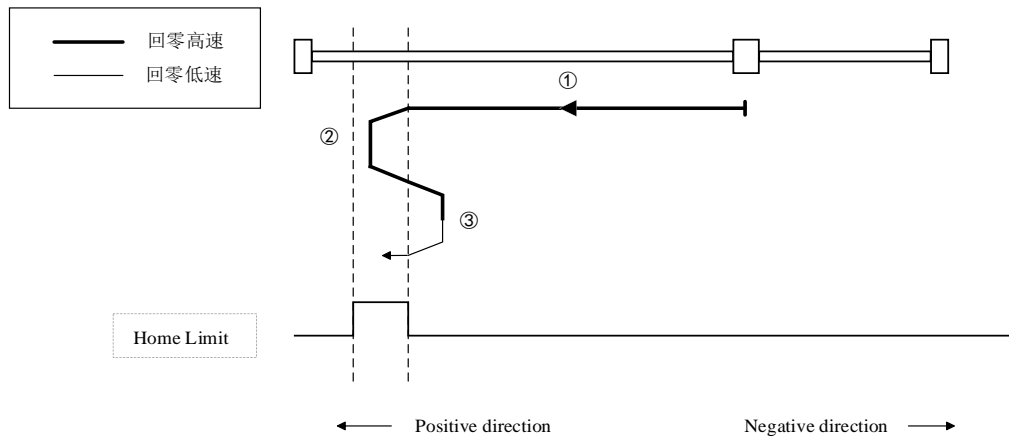 回零高速
回零低速
①
②
③
Home Limit
Positive direction
Negative direction